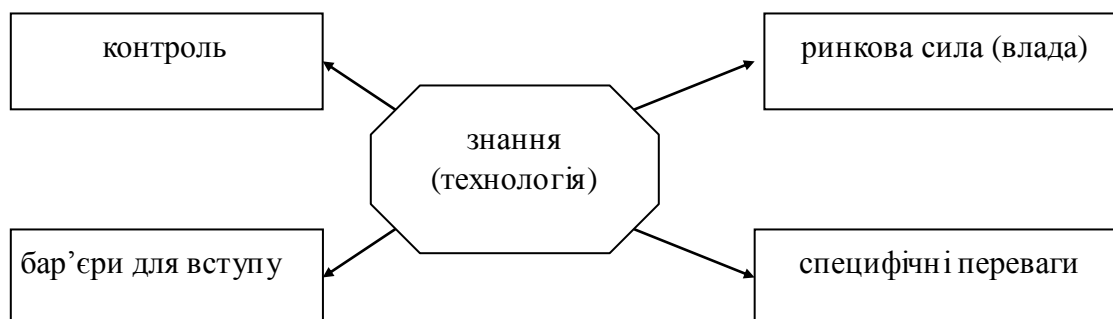 контроль
ринкова сила (влада)
знання
(технологія)
бар’єри для вступу
специфічні переваги